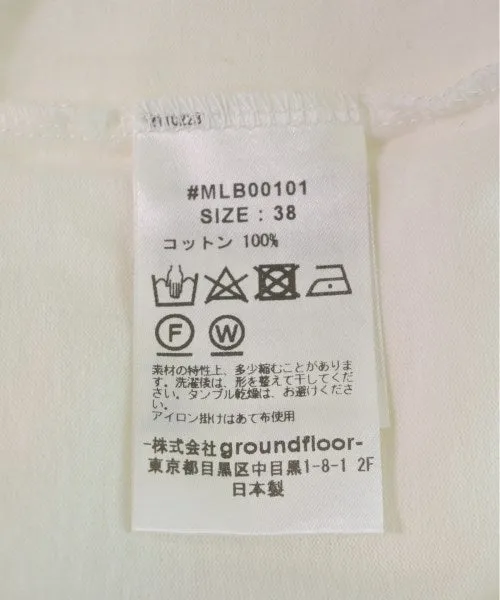 #MLB00101
SIZE : 38
コットン 100%
F W
素材の特性上、多少縮むことがありま
す。洗濯後は、形を整えて干してくだ
さい。タンブル乾燥は、お避けくださ
い。
アイロン掛けはあて布使用
-株式会社groundfloor-
東京都目黒区中目黒1-8-1 2F
日本製